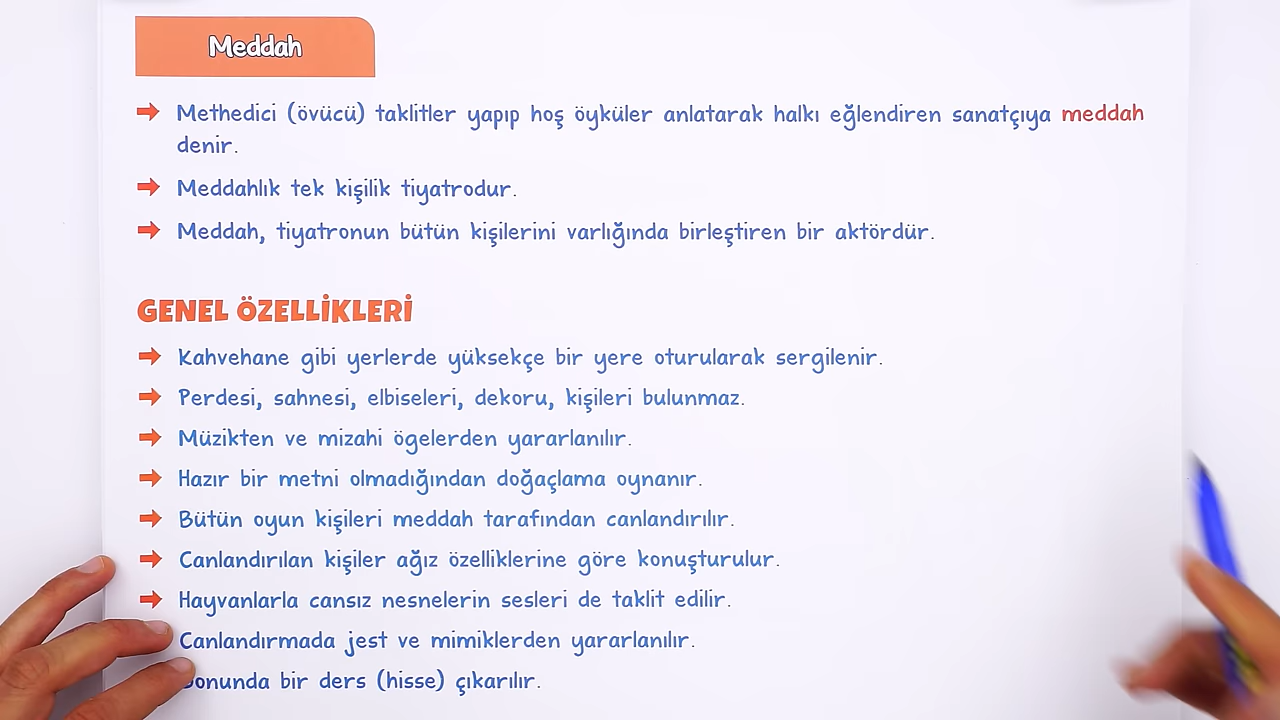 Meddah
Methedici (övücü) taklitler yapıp hoş öyküler anlatarak halkı eğlendiren sanatçıya meddah
denir.
Meddahlık tek kişilik tiyatrodur.
Meddah, tiyatronun bütün kişilerini varlığında birleştiren bir aktördür.
GENEL ÖZELLİKLERİ
Kahvehane gibi yerlerde yüksekçe bir yere oturularak sergilenir.
Perdesi, sahnesi, elbiseleri, dekoru, kişileri bulunmaz.
Müzikten ve mizahi ögelerden yararlanılır.
Hazır bir metni olmadığından doğaçlama oynanır.
Bütün oyun kişileri meddah tarafından canlandırılır.
Canlandırılan kişiler ağız özelliklerine göre konuşturulur.
Hayvanlarla cansız nesnelerin sesleri de taklit edilir.
Canlandırmada jest ve mimiklerden yararlanılır.
Sonunda bir ders (hisse) çıkarılır.